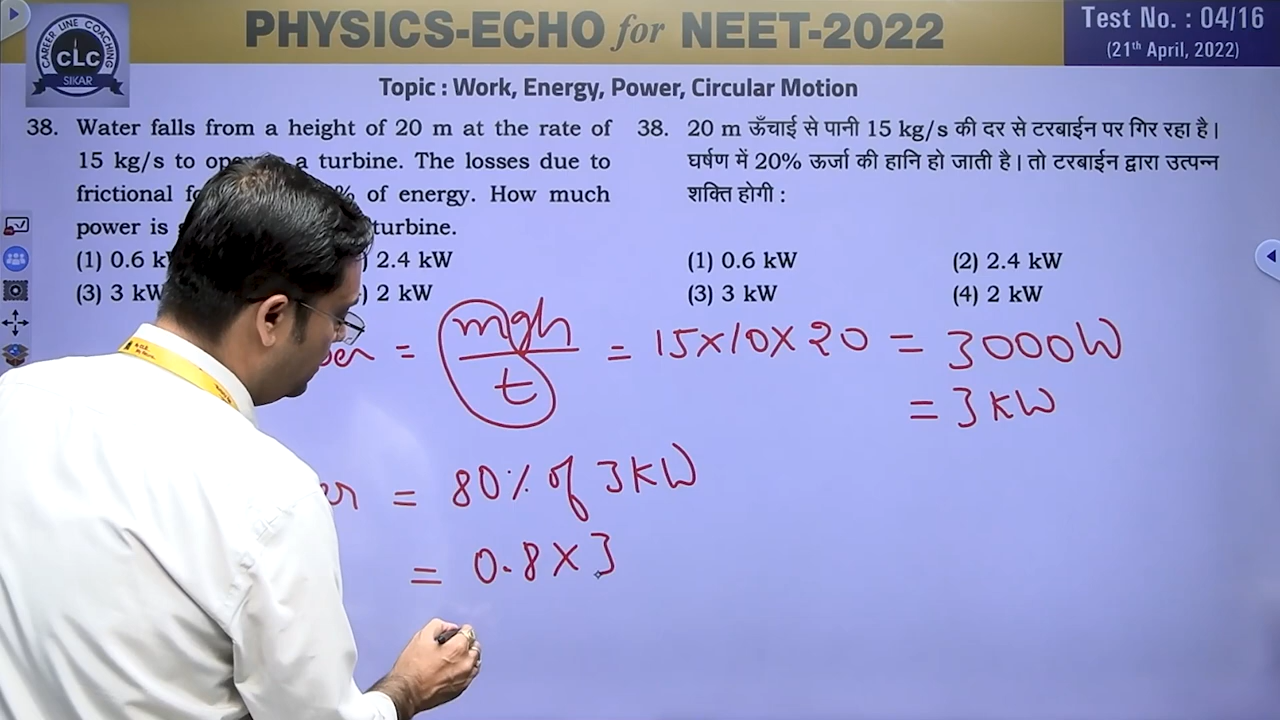 PHYSICS-ECHO for NEET-2022
Test No. : 04/16
(21th April, 2022)
CAREER LINE COACHING
CLC
SIKAR
Topic : Work, Energy, Power, Circular Motion
38. Water falls from a height of 20 m at the rate of
15 kg/s to a turbine. The losses due to
frictional % of energy. How much
power is turbine.
(1) 0.6 2.4 kW
(3) 3 kW 2 kW
38. 20 m ऊँचाई से पानी 15 kg/s की दर से टरबाईन पर गिर रहा है।
घर्षण में 20% ऊर्जा की हानि हो जाती है। तो टरबाईन द्वारा उत्पन्न
शक्ति होगी :
(1) 0.6 kW (2) 2.4 kW
(3) 3 kW (4) 2 kW
= mgh/t = 15×10×20 = 3000W
= 3 KW
= 80% of 3KW
= 0.8×3